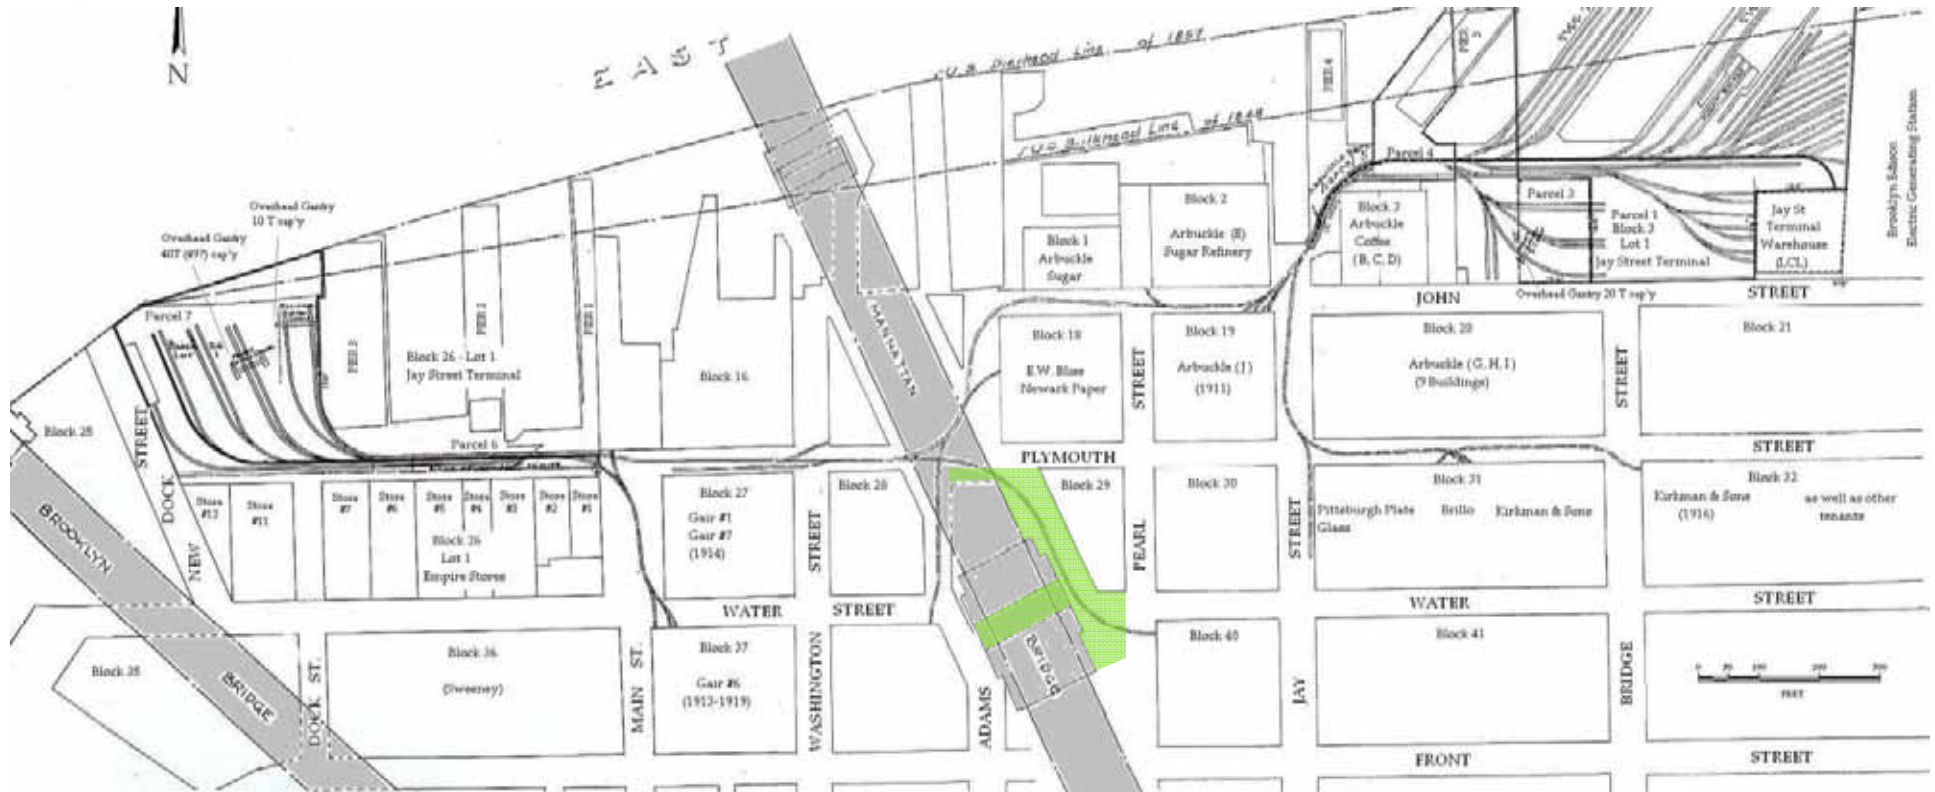 N
EAST
U.S. Pierhead Line of 1857
U.S. Bulkhead Line of 1868
PIER 4
PIER 5
Brooklyn Edison
Electric Generating Station
Parcel 4
Parcel 3
Parcel 1
Block 3
Lot 1
Jay Street Terminal
Jay St
Terminal
Warehouse
(LCL)
Overhead Gantry 20 T cap'y
Block 3
Arbuckle
Coffee
(B, C, D)
Block 2
Arbuckle (E)
Sugar Refinery
Block 1
Arbuckle
Sugar
Overhead Gantry
10 T cap'y
Overhead Gantry
40T (#97) cap'y
Parcel 7
PIER 3
PIER 2
PIER 1
Block 26 - Lot 1
Jay Street Terminal
Block 16
MANHATTAN
BRIDGE
JOHN STREET
Block 18
E.W. Bliss
Newark Paper
Block 19
Arbuckle (J)
(1911)
Block 20
Arbuckle (G, H, I)
(9 Buildings)
Block 21
Block 25
Parcel 6
PLYMOUTH STREET
NEW DOCK STREET
Store #12
Store #11
Store #7
Store #6
Store #5
Store #4
Store #3
Store #2
Store #1
Block 26
Lot 1
Empire Stores
Block 27
Gair #1
Gair #7
(1914)
Block 28
Block 29
Block 30
Block 31
Pittsburgh Plate
Glass
Brillo
Kirkman & Sons
Block 32
Kirkman & Sons
(1916)
as well as other
tenants
BROOKLYN
BRIDGE
WATER STREET
WATER STREET
Block 35
DOCK ST.
Block 36
(Sweeney)
MAIN ST.
Block 37
Gair #6
(1913-1919)
WASHINGTON STREET
ADAMS
PEARL STREET
Block 40
JAY STREET
Block 41
BRIDGE STREET
FEET
FRONT STREET